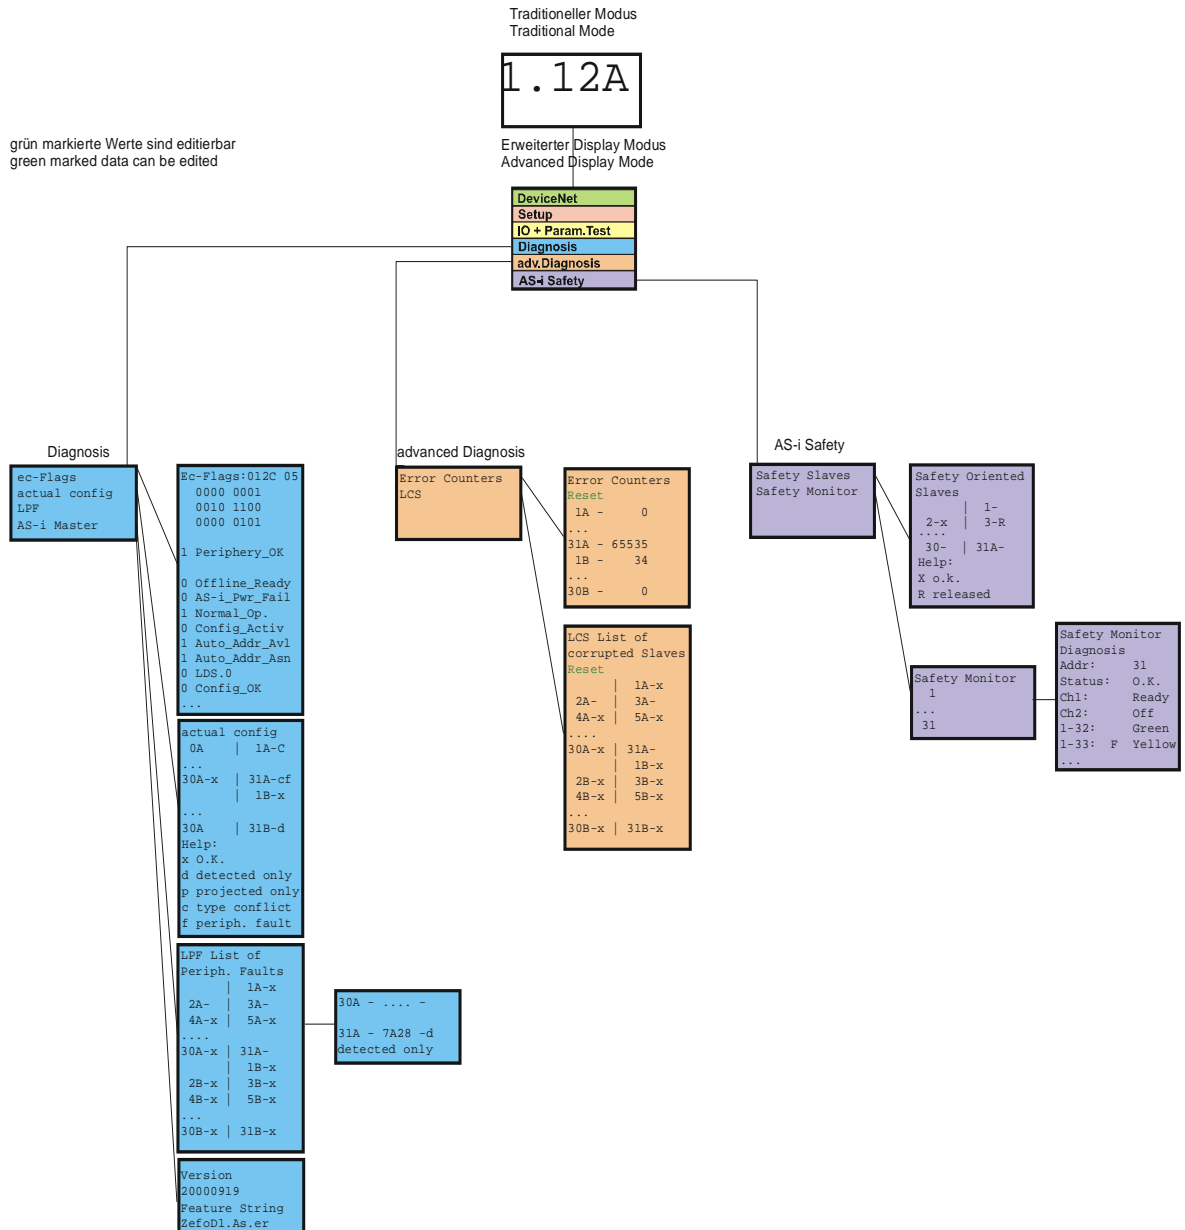 Traditioneller Modus
Traditional Mode
1.12A
grün markierte Werte sind editierbar
green marked data can be edited
Erweiterter Display Modus
Advanced Display Mode
DeviceNet
Setup
IO + Param.Test
Diagnosis
adv.Diagnosis
AS-i Safety
Diagnosis
ec-Flags
actual config
LPF
AS-i Master
Ec-Flags:012C 05
0000 0001
0010 1100
0000 0101
1 Periphery_OK
0 Offline_Ready
0 AS-i_Pwr_Fail
1 Normal_Op.
0 Config_Activ
1 Auto_Addr_Avl
1 Auto_Addr_Asn
0 LDS.0
0 Config_OK
...
actual config
0A | 1A-C
...
30A-x | 31A-cf
| 1B-x
...
30A | 31B-d
Help:
x O.K.
d detected only
p projected only
c type conflict
f periph. fault
LPF List of
Periph. Faults
| 1A-x
2A- | 3A-
4A-x | 5A-x
....
30A-x | 31A-
| 1B-x
2B-x | 3B-x
4B-x | 5B-x
...
30B-x | 31B-x
30A - .... -
31A - 7A28 -d
detected only
Version
20000919
Feature String
ZefoD1.As.er
advanced Diagnosis
Error Counters
LCS
Error Counters
Reset
1A - 0
...
31A - 65535
1B - 34
...
30B - 0
LCS List of
corrupted Slaves
Reset
| 1A-x
2A- | 3A-
4A-x | 5A-x
....
30A-x | 31A-
| 1B-x
2B-x | 3B-x
4B-x | 5B-x
...
30B-x | 31B-x
AS-i Safety
Safety Slaves
Safety Monitor
Safety Oriented
Slaves
| 1-
2-x | 3-R
....
30- | 31A-
Help:
X o.k.
R released
Safety Monitor
1
...
31
Safety Monitor
Diagnosis
Addr: 31
Status: O.K.
Ch1: Ready
Ch2: Off
1-32: Green
1-33: F Yellow
...